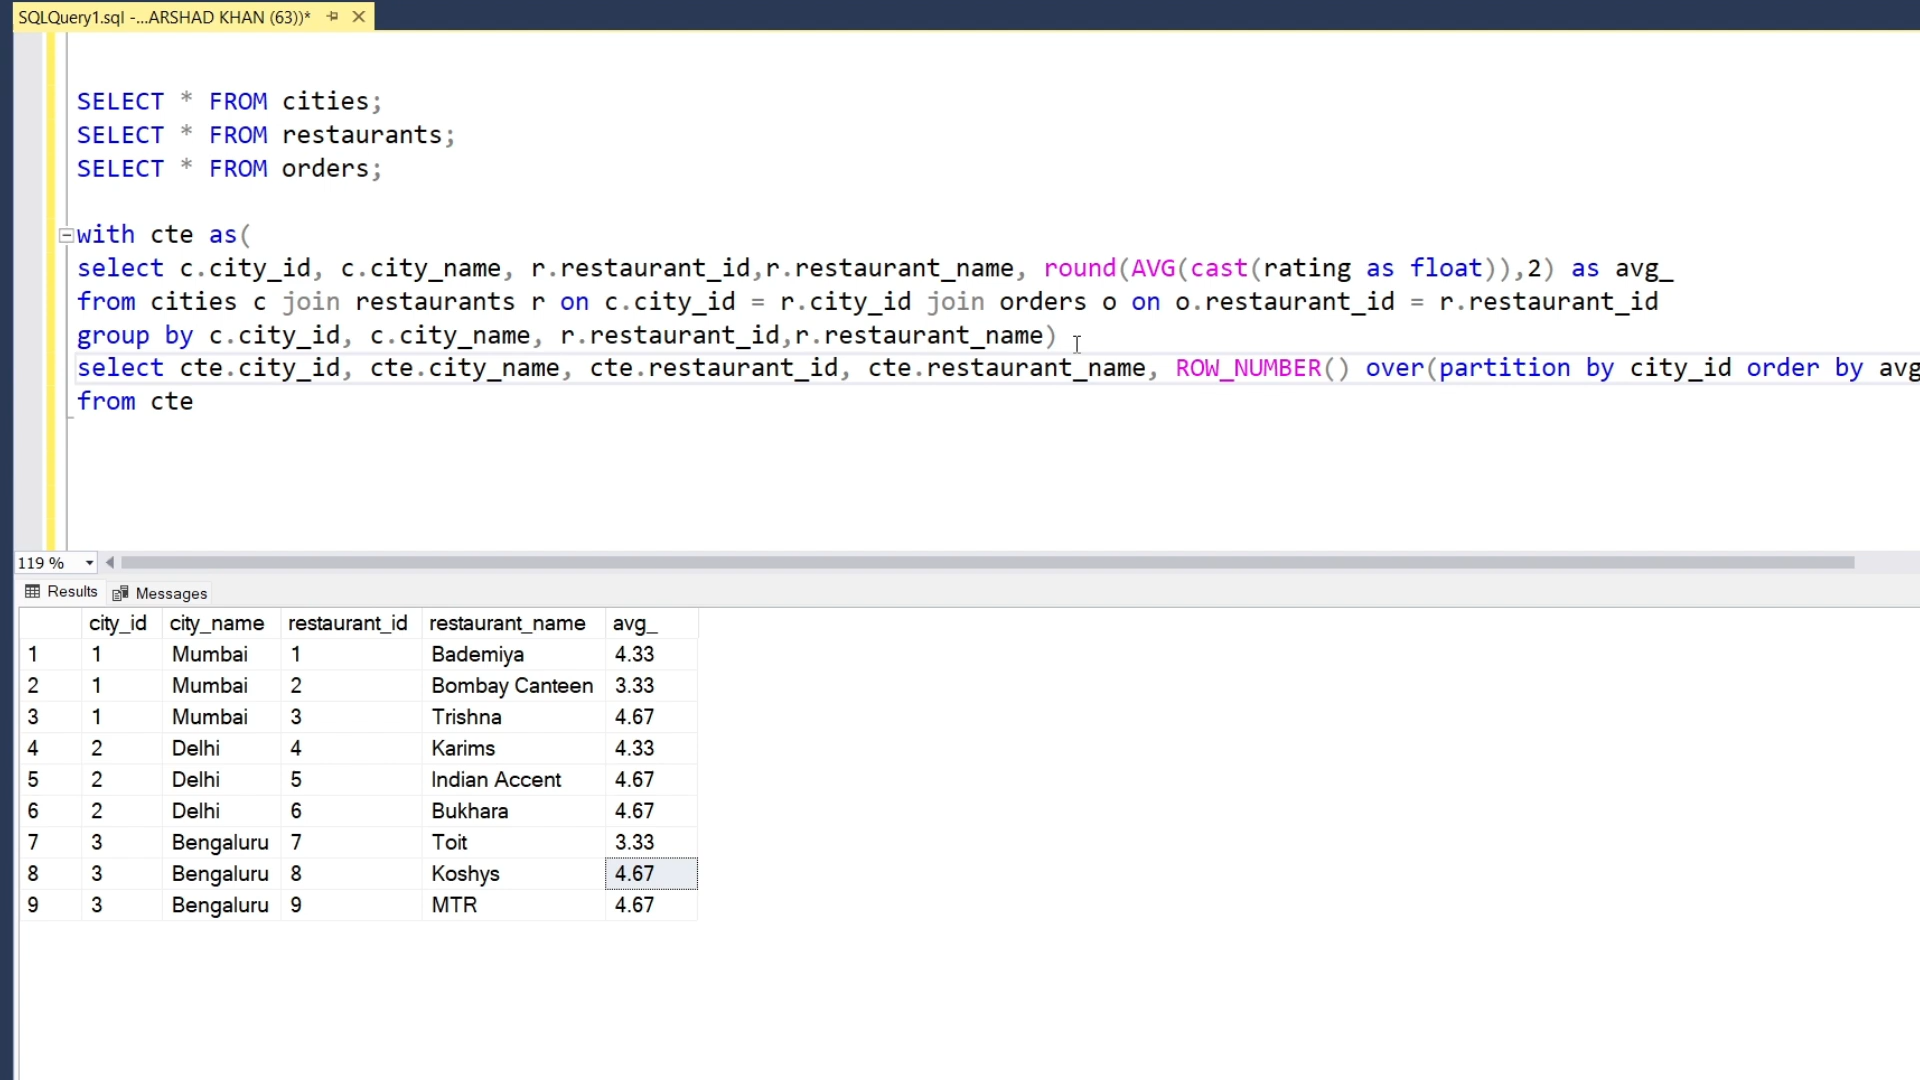 SQLQuery1.sql -...ARSHAD KHAN (63))*
SELECT * FROM cities;
SELECT * FROM restaurants;
SELECT * FROM orders;
with cte as(
select c.city_id, c.city_name, r.restaurant_id,r.restaurant_name, round(AVG(cast(rating as float)),2) as avg_
from cities c join restaurants r on c.city_id = r.city_id join orders o on o.restaurant_id = r.restaurant_id
group by c.city_id, c.city_name, r.restaurant_id,r.restaurant_name)
select cte.city_id, cte.city_name, cte.restaurant_id, cte.restaurant_name, ROW_NUMBER() over(partition by city_id order by avg
from cte
119 %
Results Messages
city_id city_name restaurant_id restaurant_name avg_
1 1 Mumbai 1 Bademiya 4.33
2 1 Mumbai 2 Bombay Canteen 3.33
3 1 Mumbai 3 Trishna 4.67
4 2 Delhi 4 Karims 4.33
5 2 Delhi 5 Indian Accent 4.67
6 2 Delhi 6 Bukhara 4.67
7 3 Bengaluru 7 Toit 3.33
8 3 Bengaluru 8 Koshys 4.67
9 3 Bengaluru 9 MTR 4.67